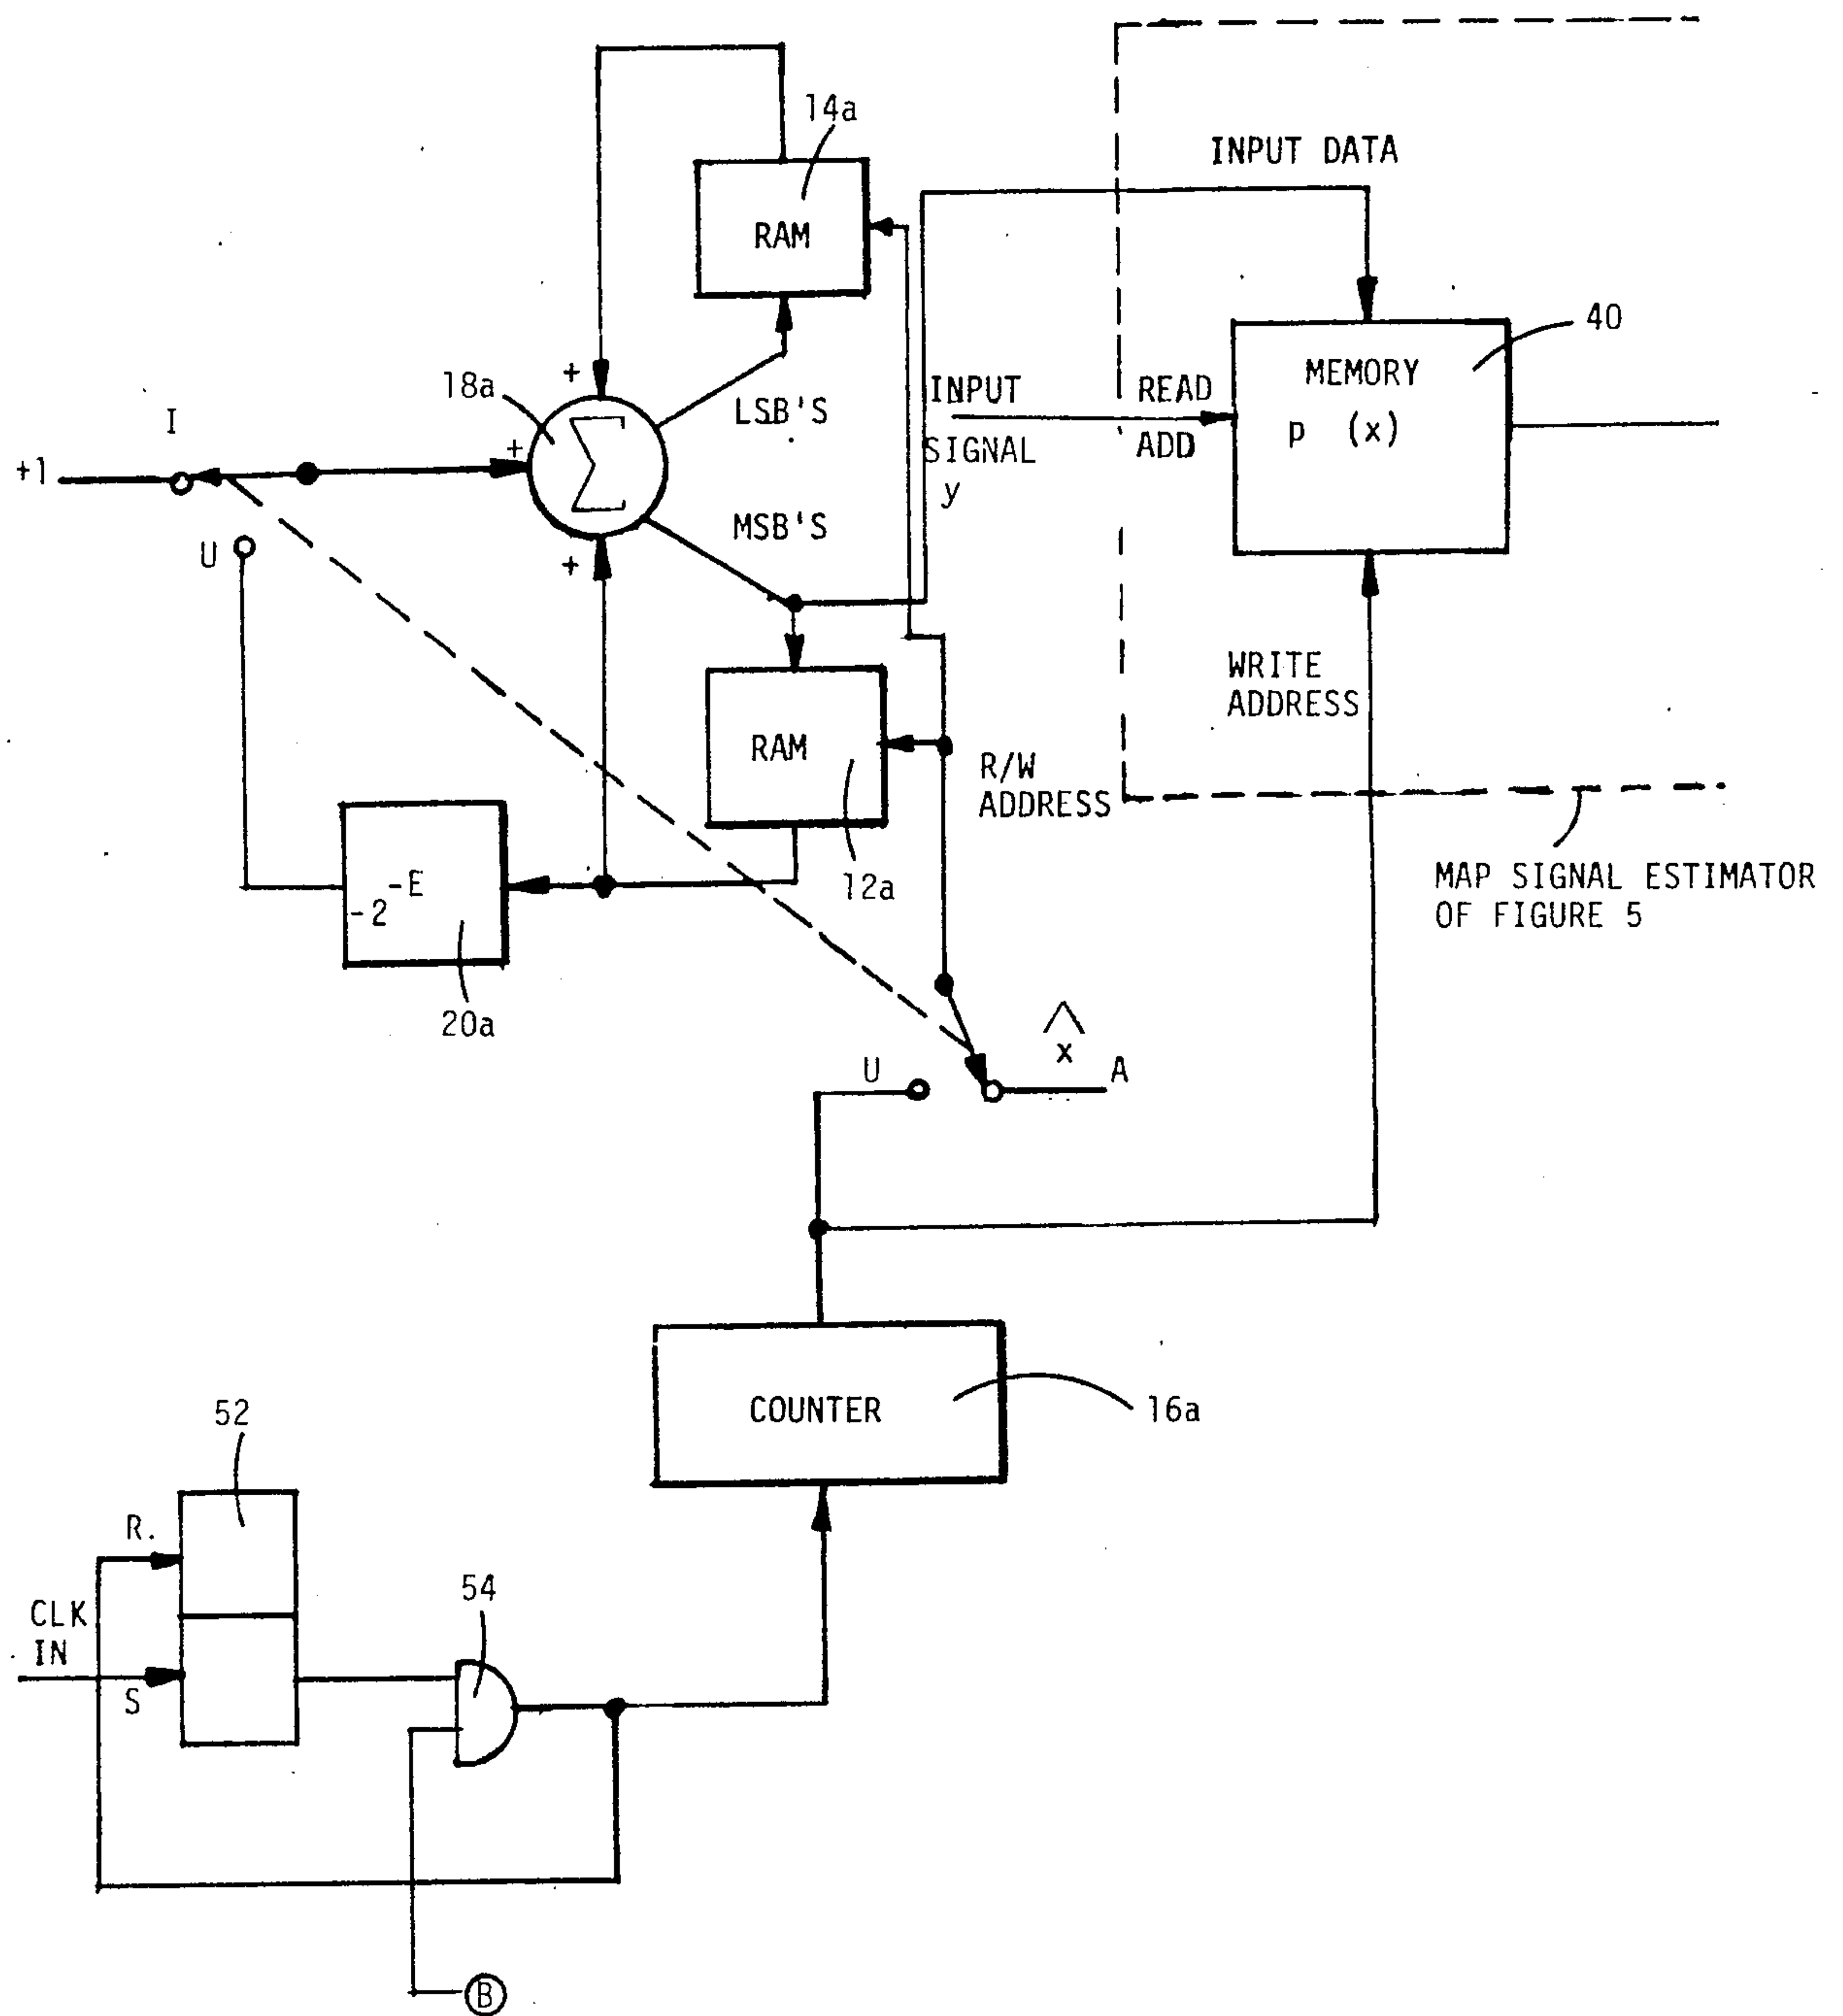 14a
INPUT DATA
RAM
40
18a
+
LSB'S
INPUT
SIGNAL
y
READ
ADD
MEMORY
p (x)
I
+1
+
U
+
MSB'S
WRITE
ADDRESS
RAM
R/W
ADDRESS
12a
MAP SIGNAL ESTIMATOR
OF FIGURE 5
-2^-E
20a
x̂
U
A
COUNTER
16a
52
R.
CLK
IN
S
54
B